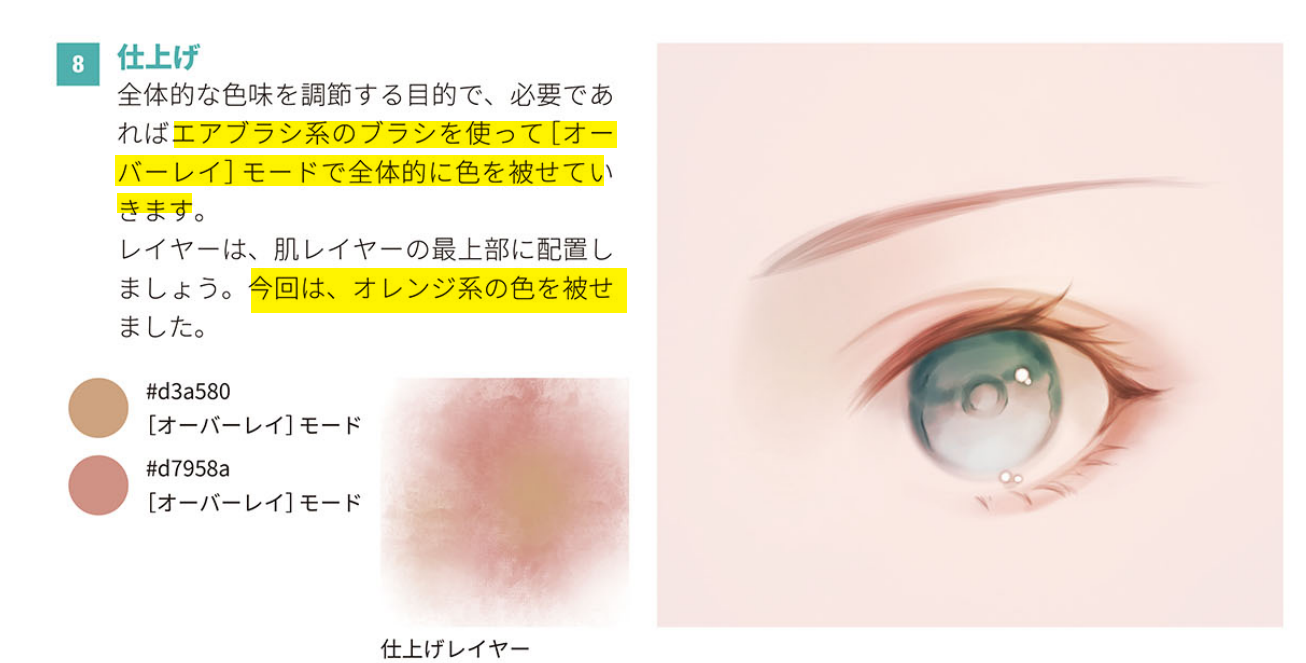 8 仕上げ
全体的な色味を調節する目的で、必要であ
ればエアブラシ系のブラシを使って［オー
バーレイ］モードで全体的に色を被せてい
きます。
レイヤーは、肌レイヤーの最上部に配置し
ましょう。今回は、オレンジ系の色を被せ
ました。
#d3a580
［オーバーレイ］モード
#d7958a
［オーバーレイ］モード
仕上げレイヤー